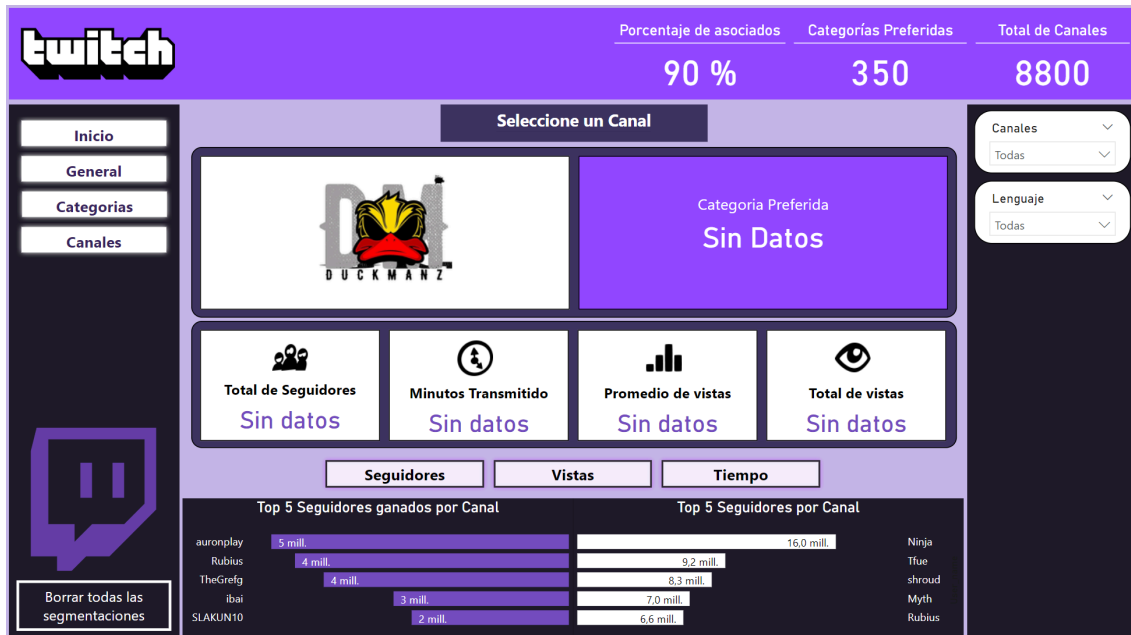 twitch
Porcentaje de asociados
90 %
Categorías Preferidas
350
Total de Canales
8800
Inicio
General
Categorias
Canales
Borrar todas las
segmentaciones
Seleccione un Canal
DM
DUCKMANZ
Categoria Preferida
Sin Datos
Total de Seguidores
Sin datos
Minutos Transmitido
Sin datos
Promedio de vistas
Sin datos
Total de vistas
Sin datos
Seguidores
Vistas
Tiempo
Top 5 Seguidores ganados por Canal
auronplay 5 mill.
Rubius 4 mill.
TheGrefg 4 mill.
ibai 3 mill.
SLAKUN10 2 mill.
Top 5 Seguidores por Canal
16,0 mill. Ninja
9,2 mill. Tfue
8,3 mill. shroud
7,0 mill. Myth
6,6 mill. Rubius
Canales
Todas
Lenguaje
Todas